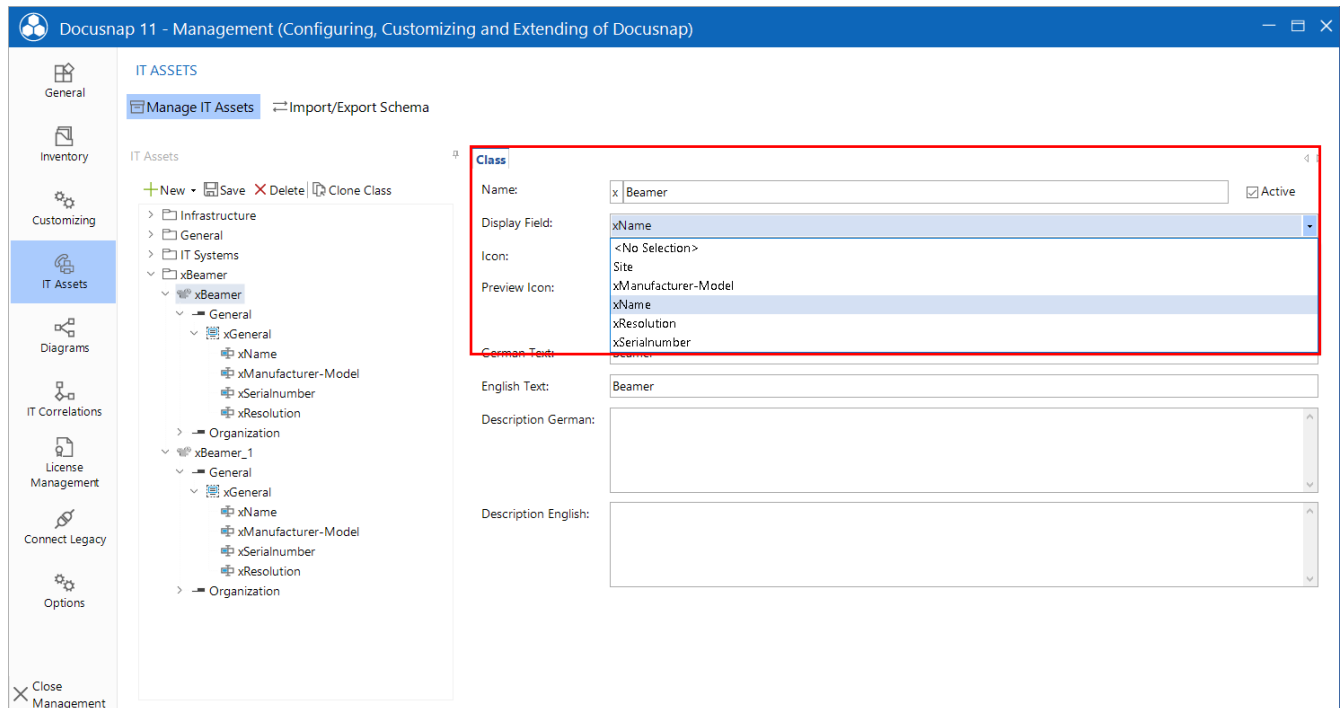 Docusnap 11 - Management (Configuring, Customizing and Extending of Docusnap)
General
Inventory
Customizing
IT Assets
Diagrams
IT Correlations
License
Management
Connect Legacy
Options
Close
Management
IT ASSETS
Manage IT Assets Import/Export Schema
IT Assets
New Save Delete Clone Class
Infrastructure
General
IT Systems
xBeamer
xBeamer
General
xGeneral
xName
xManufacturer-Model
xSerialnumber
xResolution
Organization
xBeamer_1
General
xGeneral
xName
xManufacturer-Model
xSerialnumber
xResolution
Organization
Class
Name: x Beamer Active
Display Field: xName
<No Selection>
Icon:
Site
Preview Icon: xManufacturer-Model
xName
xResolution
xSerialnumber
German Text: Beamer
English Text: Beamer
Description German:
Description English: